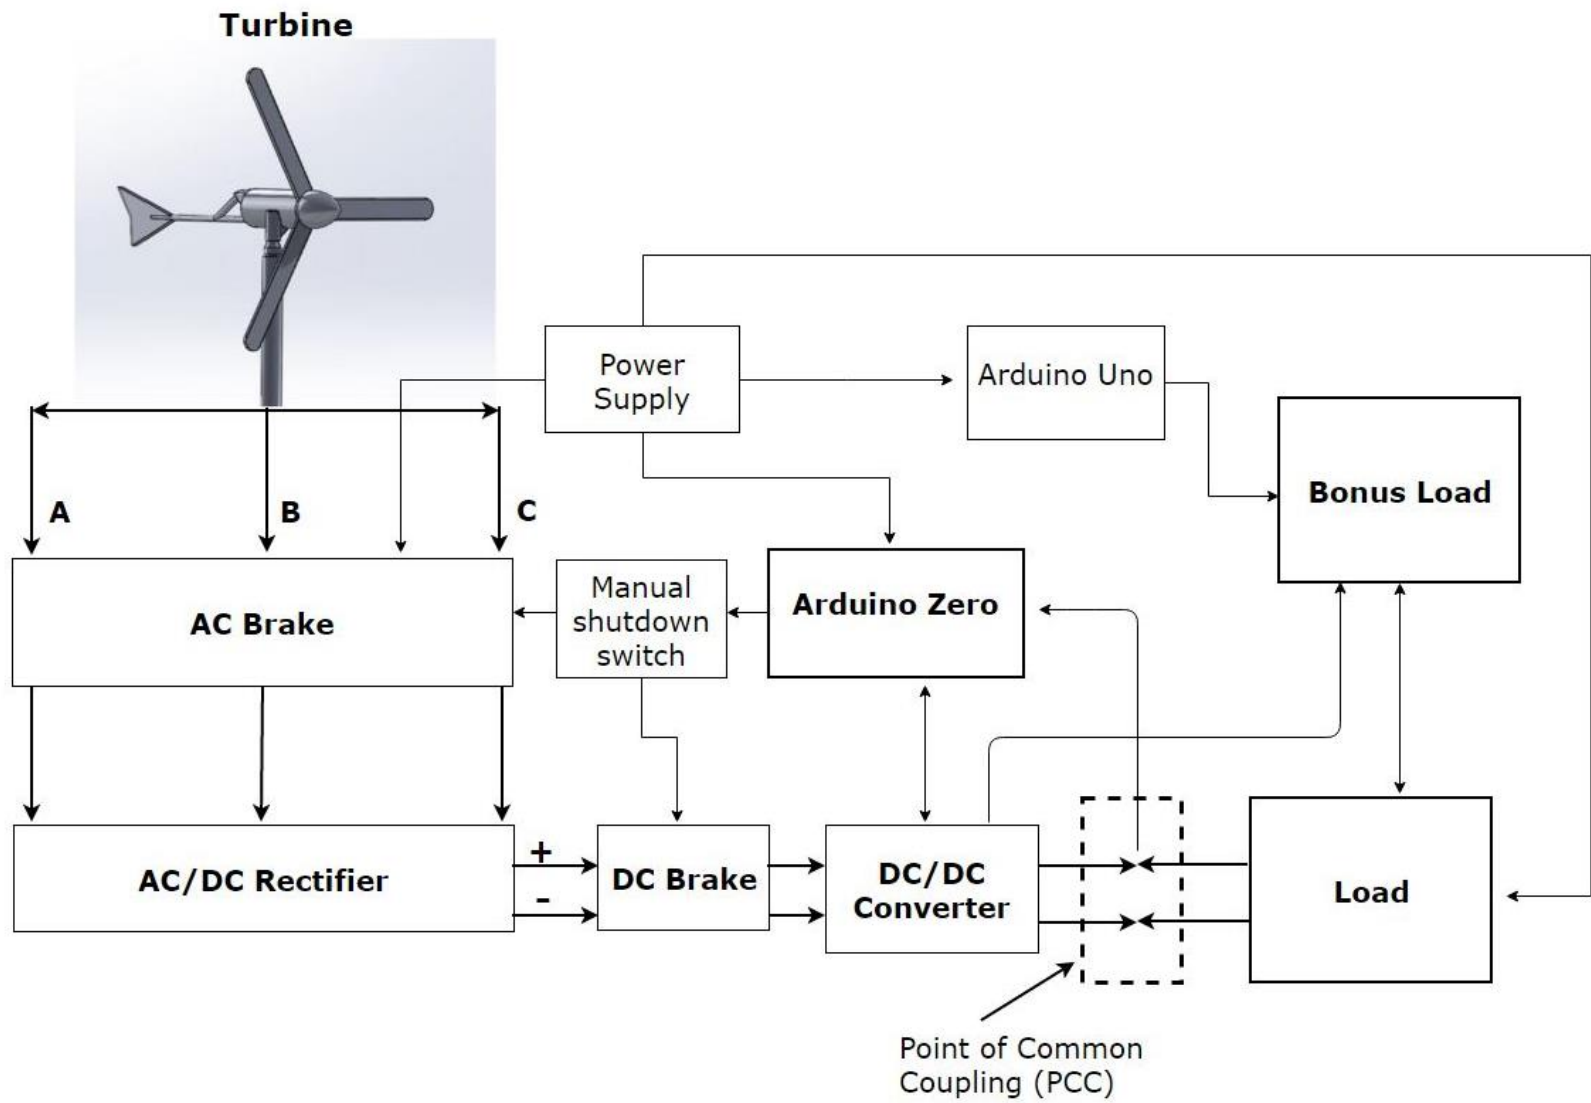 Turbine
Power
Supply
Arduino Uno
Bonus Load
A
B
C
AC Brake
Manual
shutdown
switch
Arduino Zero
AC/DC Rectifier
+
-
DC Brake
DC/DC
Converter
Load
Point of Common
Coupling (PCC)